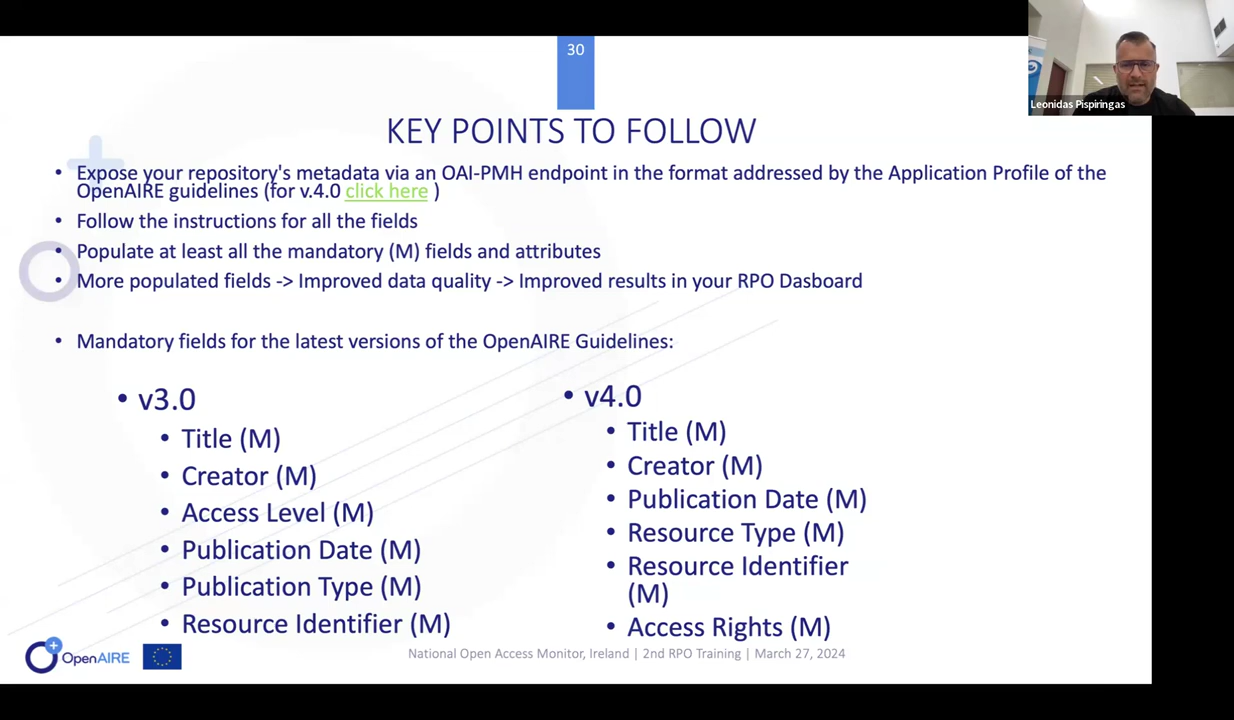 30
Leonidas Pispiringas
KEY POINTS TO FOLLOW
• Expose your repository's metadata via an OAI-PMH endpoint in the format addressed by the Application Profile of the
OpenAIRE guidelines (for v.4.0 click here )
• Follow the instructions for all the fields
• Populate at least all the mandatory (M) fields and attributes
• More populated fields -> Improved data quality -> Improved results in your RPO Dasboard
• Mandatory fields for the latest versions of the OpenAIRE Guidelines:
• v3.0
• Title (M)
• Creator (M)
• Access Level (M)
• Publication Date (M)
• Publication Type (M)
• Resource Identifier (M)
• v4.0
• Title (M)
• Creator (M)
• Publication Date (M)
• Resource Type (M)
• Resource Identifier
(M)
• Access Rights (M)
OpenAIRE
National Open Access Monitor, Ireland | 2nd RPO Training | March 27, 2024